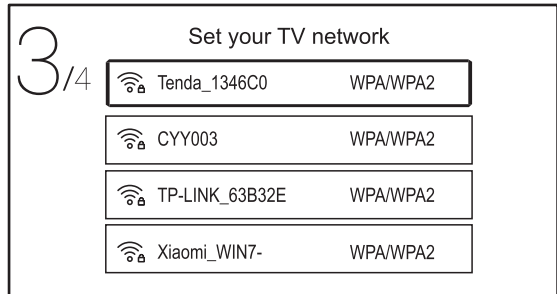 Set your TV network
3/4
Tenda_1346C0 WPA/WPA2
CYY003 WPA/WPA2
TP-LINK_63B32E WPA/WPA2
Xiaomi_WIN7- WPA/WPA2